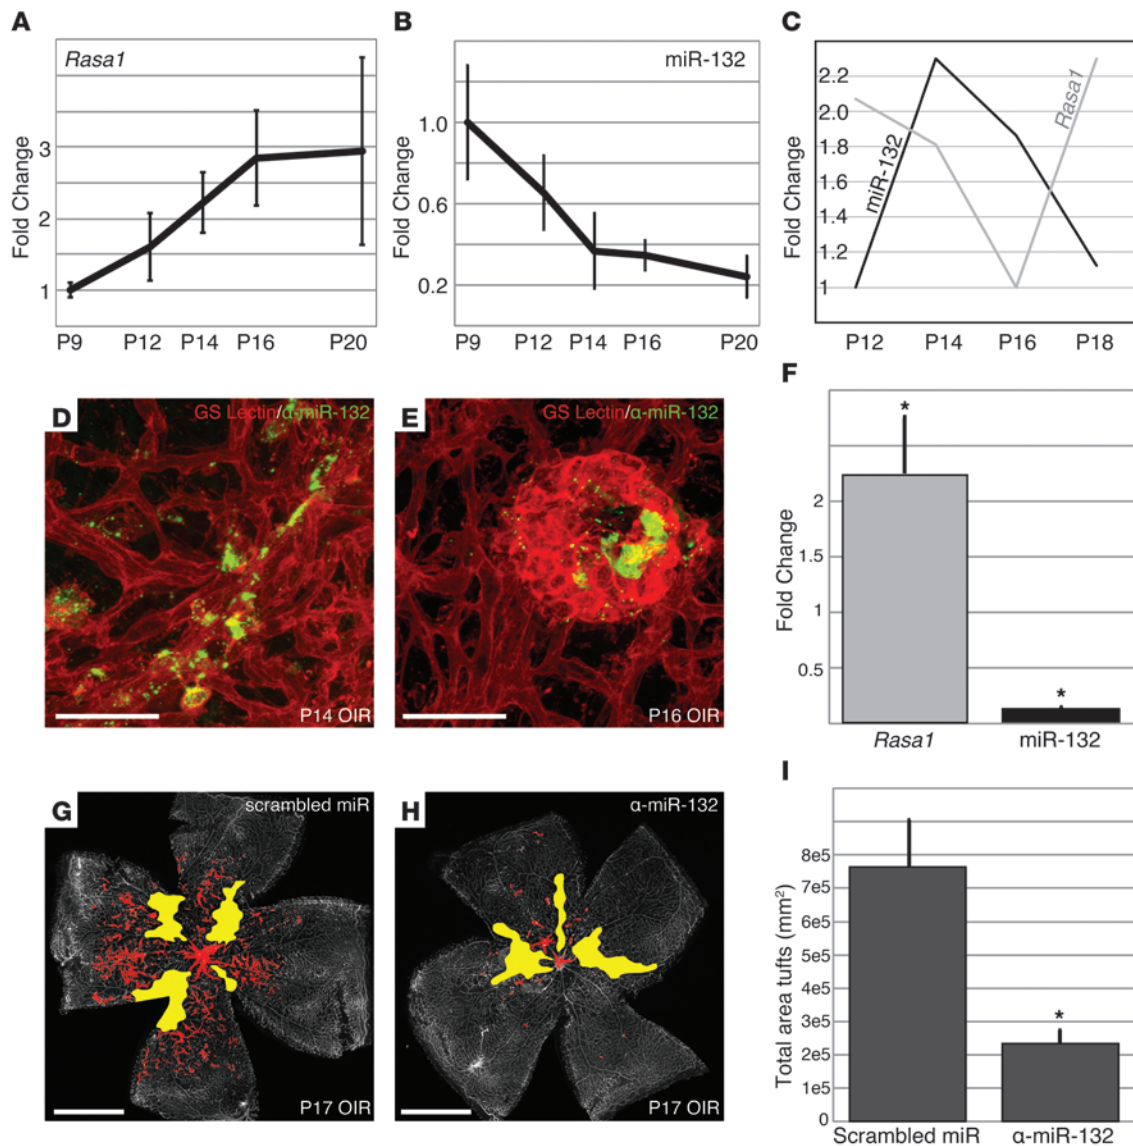 A
Rasa1
Fold Change
3
2
1
P9 P12 P14 P16 P20
B
miR-132
Fold Change
1.0
0.6
0.2
P9 P12 P14 P16 P20
C
Fold Change
2.2
2.0
1.8
1.6
1.4
1.2
1
miR-132
Rasa1
P12 P14 P16 P18
D
GS Lectin/α-miR-132
P14 OIR
E
GS Lectin/α-miR-132
P16 OIR
F
Fold Change
2
1.5
1
0.5
*
*
Rasa1 miR-132
G
scrambled miR
P17 OIR
H
α-miR-132
P17 OIR
I
Total area tufts (mm²)
8e5
7e5
6e5
5e5
4e5
3e5
2e5
1e5
0
*
Scrambled miR α-miR-132